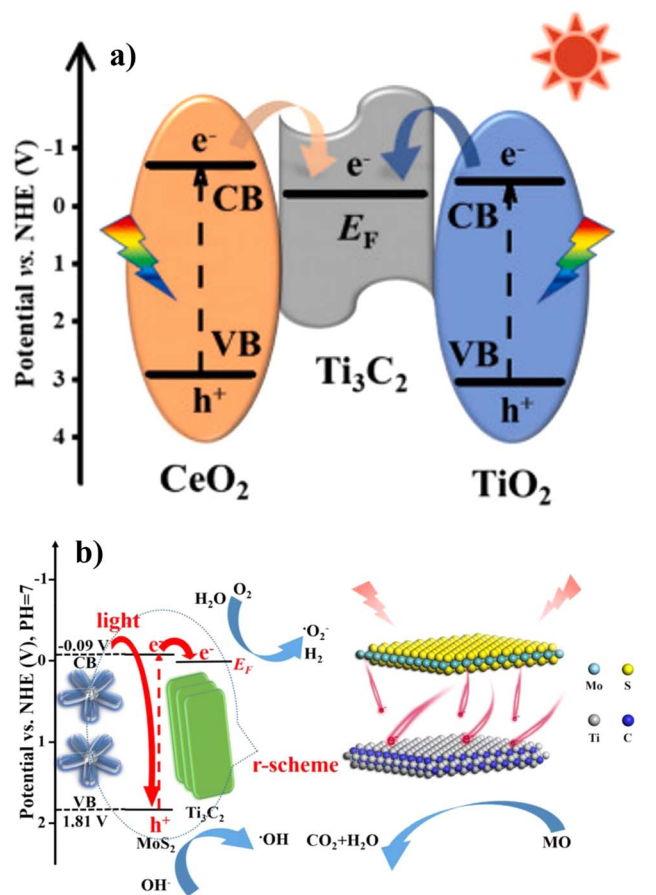 a)
Potential vs. NHE (V)
-1
0
1
2
3
4
e⁻
CB
VB
h⁺
CeO₂
e⁻
E_F
Ti₃C₂
e⁻
CB
VB
h⁺
TiO₂
b)
Potential vs. NHE (V), PH=7
-1
0
1
2
light
-0.09 V
CB
VB
1.81 V
e⁻
e⁻
E_F
h⁺
MoS₂
Ti₃C₂
r-scheme
H₂O
O₂
·O₂⁻
H₂
OH⁻
·OH
CO₂+H₂O
MO
e⁻
e⁻
e⁻
Mo
S
Ti
C